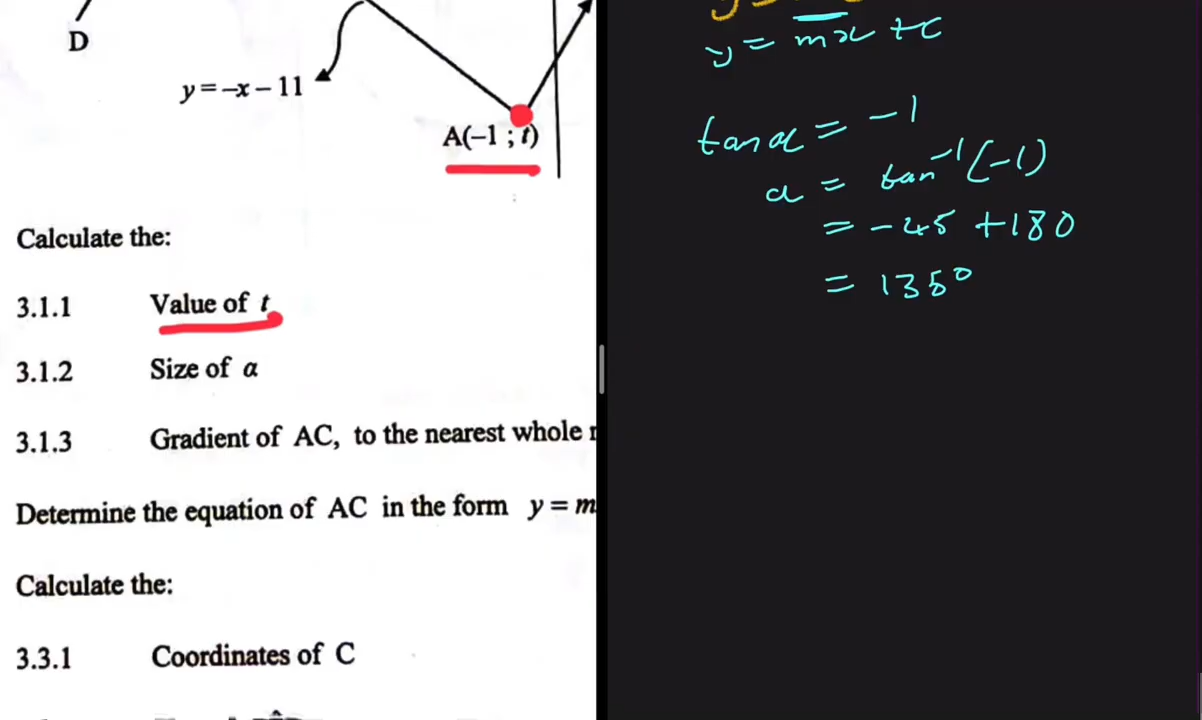 D
y = –x – 11
A(–1 ; t)
Calculate the:
3.1.1 Value of t
3.1.2 Size of α
3.1.3 Gradient of AC, to the nearest whole
Determine the equation of AC in the form y = m
Calculate the:
3.3.1 Coordinates of C
y = mx + c
tan α = -1
α = tan⁻¹(-1)
= -45 + 180
= 135°